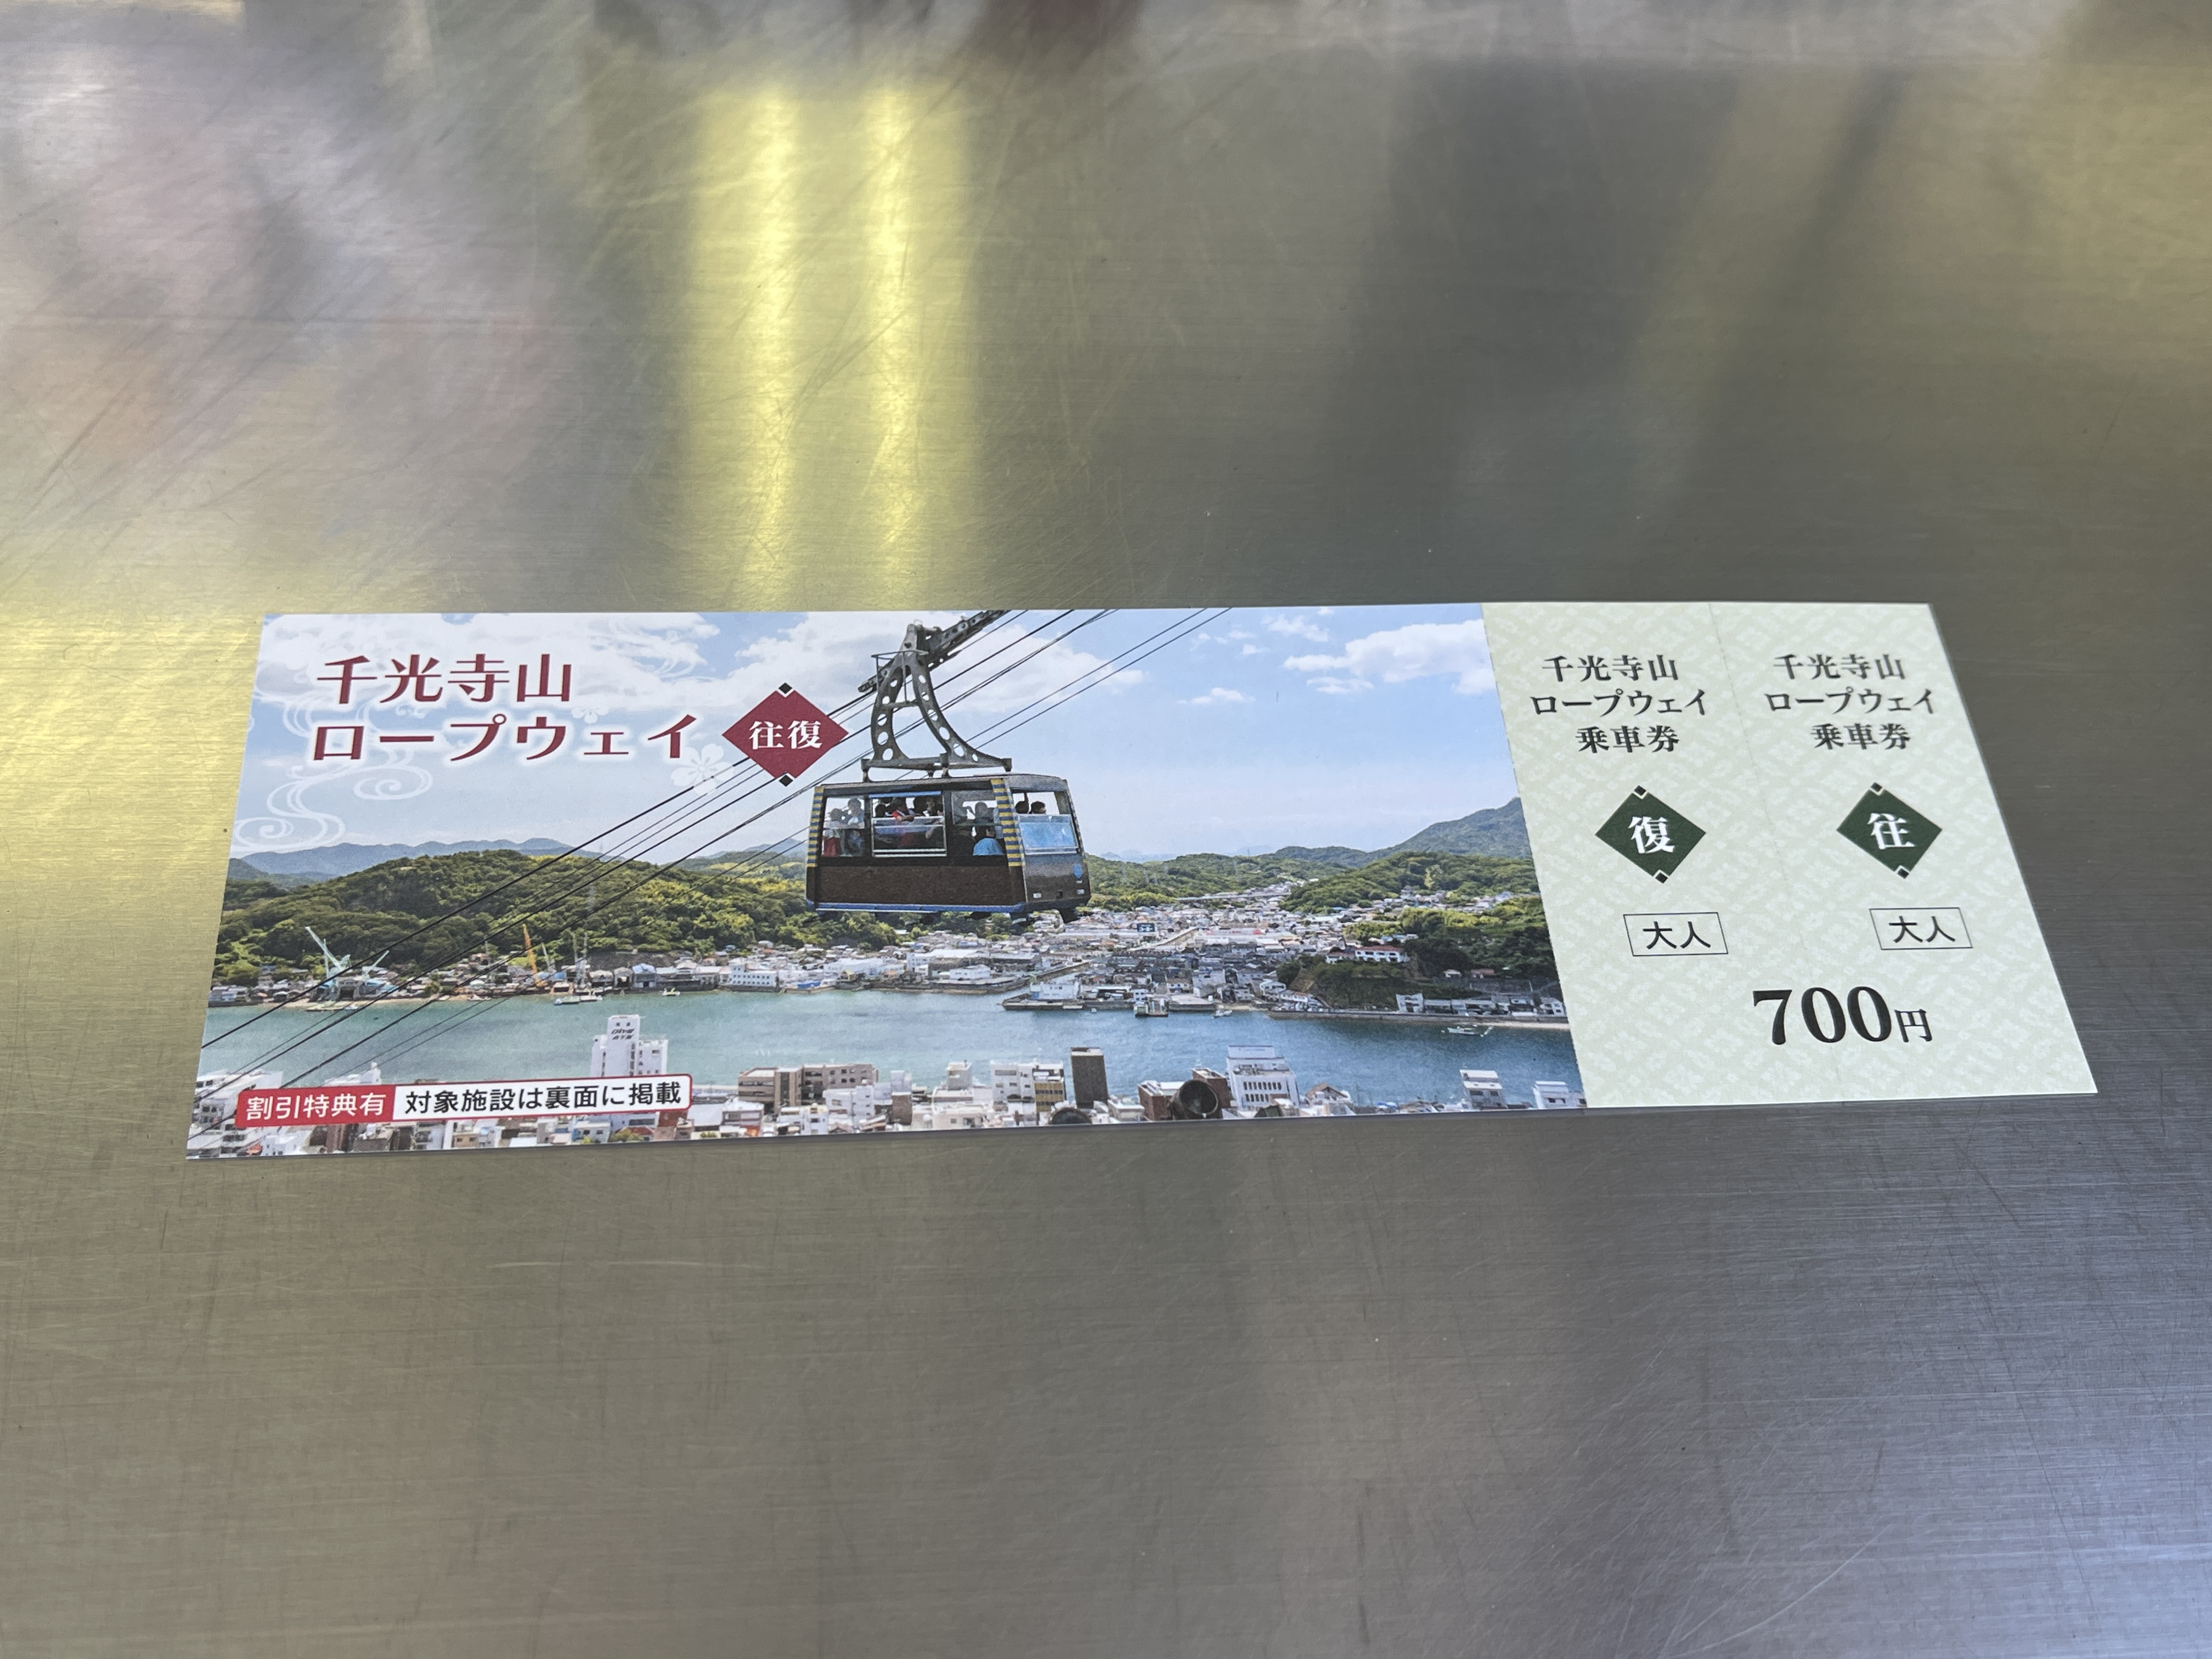 千光寺山
ロープウェイ
往復
割引特典有 対象施設は裏面に掲載
千光寺山
ロープウェイ
乗車券
復
大人
千光寺山
ロープウェイ
乗車券
往
大人
700円